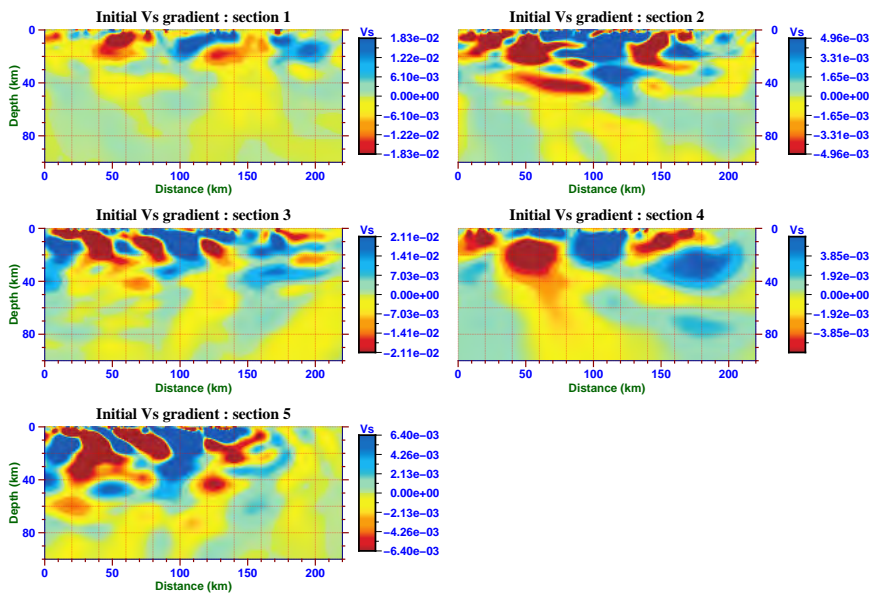 Initial Vs gradient : section 1
Vs
0
40
80
Depth (km)
0 50 100 150 200
Distance (km)
1.83e-02
1.22e-02
6.10e-03
0.00e+00
-6.10e-03
-1.22e-02
-1.83e-02
Initial Vs gradient : section 2
Vs
0
40
80
0 50 100 150 200
Distance (km)
4.96e-03
3.31e-03
1.65e-03
0.00e+00
-1.65e-03
-3.31e-03
-4.96e-03
Initial Vs gradient : section 3
Vs
0
40
80
Depth (km)
0 50 100 150 200
Distance (km)
2.11e-02
1.41e-02
7.03e-03
0.00e+00
-7.03e-03
-1.41e-02
-2.11e-02
Initial Vs gradient : section 4
Vs
0
40
80
0 50 100 150 200
Distance (km)
3.85e-03
1.92e-03
0.00e+00
-1.92e-03
-3.85e-03
Initial Vs gradient : section 5
Vs
0
40
80
Depth (km)
0 50 100 150 200
Distance (km)
6.40e-03
4.26e-03
2.13e-03
0.00e+00
-2.13e-03
-4.26e-03
-6.40e-03